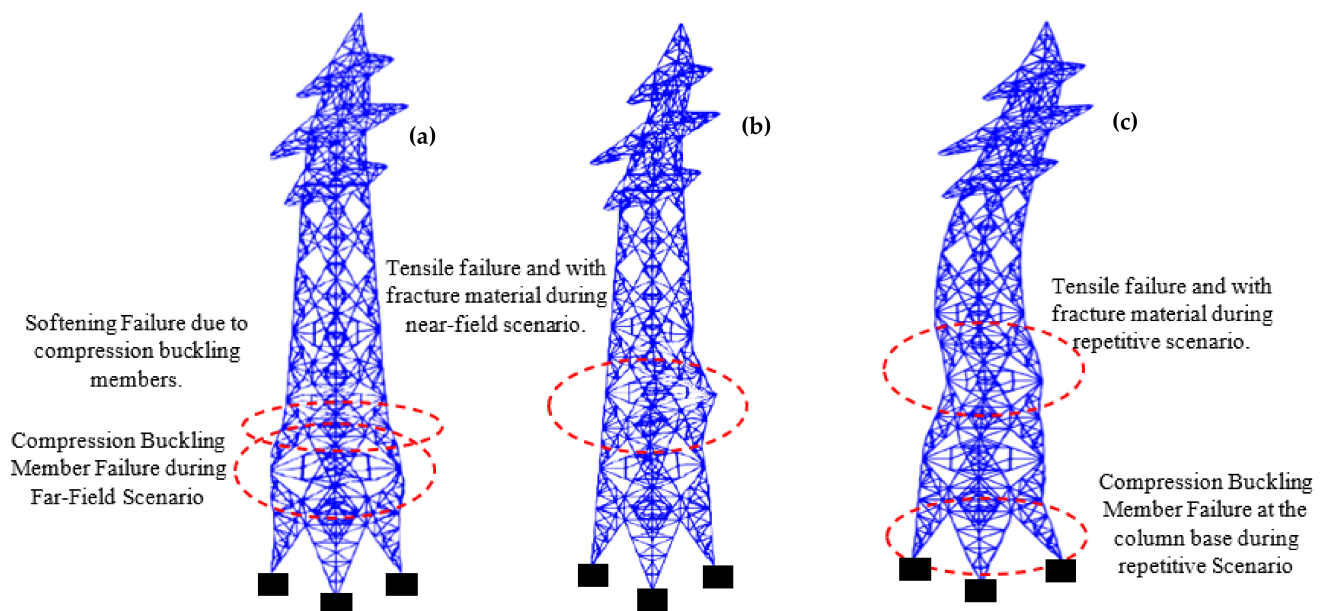 (a)
Softening Failure due to
compression buckling
members.
Compression Buckling
Member Failure during
Far-Field Scenario
(b)
Tensile failure and with
fracture material during
near-field scenario.
(c)
Tensile failure and with
fracture material during
repetitive scenario.
Compression Buckling
Member Failure at the
column base during
repetitive Scenario